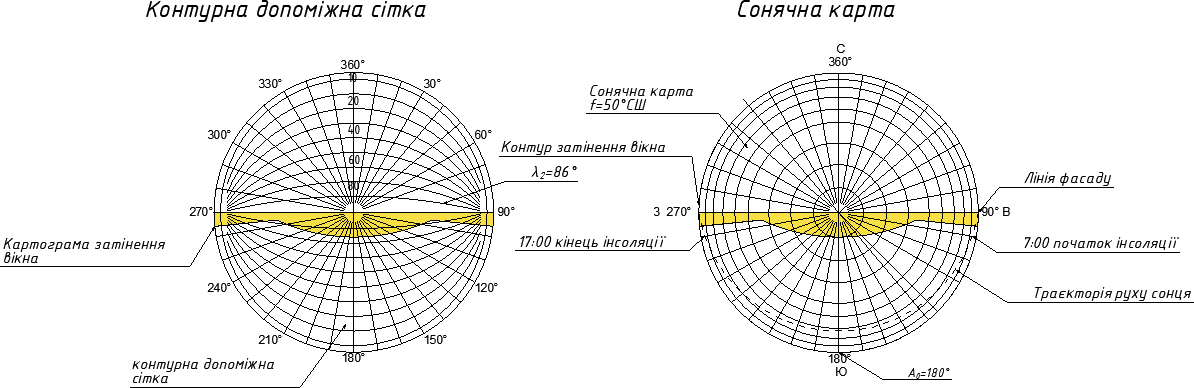 Контурна допоміжна сітка
360°
330°
30°
10
20
40
60
80
300°
60°
λ₂=86°
270°
90°
Картограма затінення
вікна
240°
120°
210°
150°
180°
контурна допоміжна
сітка
Сонячна карта
С
360°
Сонячна карта
f=50°СШ
Контур затінення вікна
Лінія фасаду
З 270°
90° В
17:00 кінець інсоляції
7:00 початок інсоляції
Траєкторія руху сонця
180°
Ю
A₀=180°